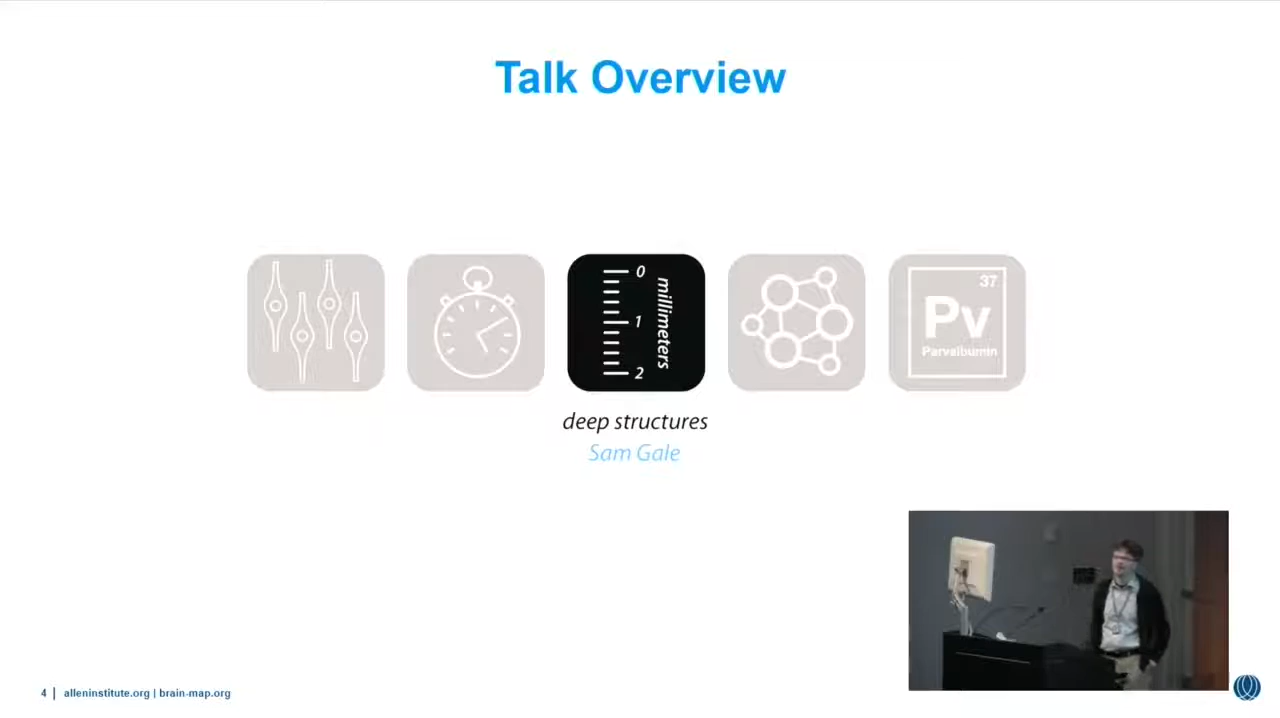 Talk Overview
0
1
2
millimeters
37
Pv
Parvalbumin
deep structures
Sam Gale
4 | alleninstitute.org | brain-map.org